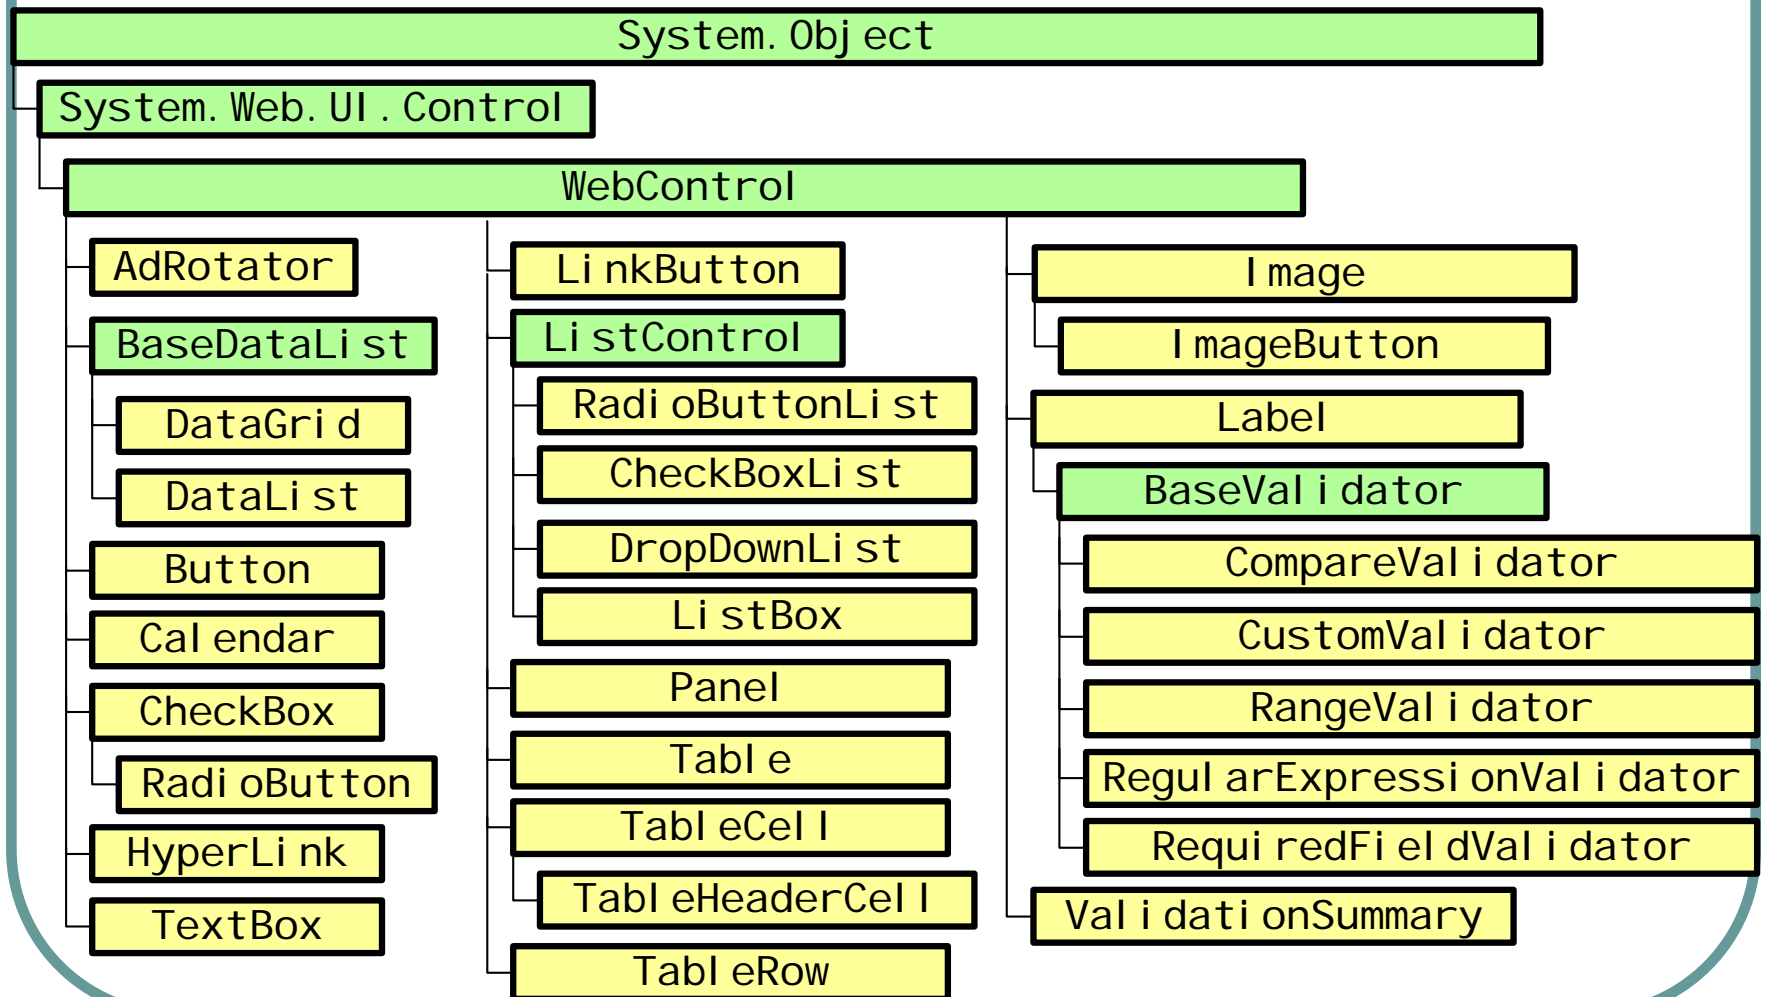 System.Object
System.Web.UI.Control
WebControl
AdRotator
BaseDataList
DataGrid
DataList
Button
Calendar
CheckBox
RadioButton
HyperLink
TextBox
LinkButton
ListControl
RadioButtonList
CheckBoxList
DropDownList
ListBox
Panel
Table
TableCell
TableHeaderCell
TableRow
Image
ImageButton
Label
BaseValidator
CompareValidator
CustomValidator
RangeValidator
RegularExpressionValidator
RequiredFieldValidator
ValidationSummary